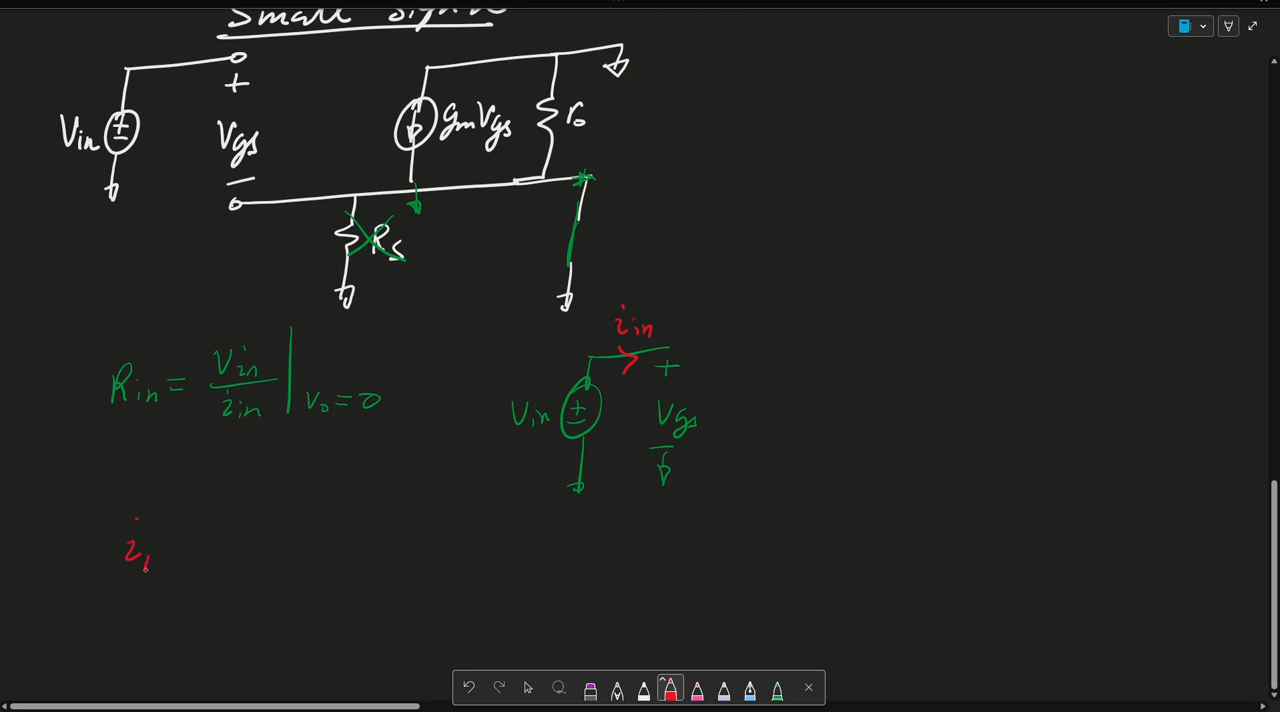 Small Signal
+
Vin + − Vgs gmVgs ro
−
Rs
iin
Rin = Vin / iin | Vo = 0
+
Vin + − Vgs
−
i